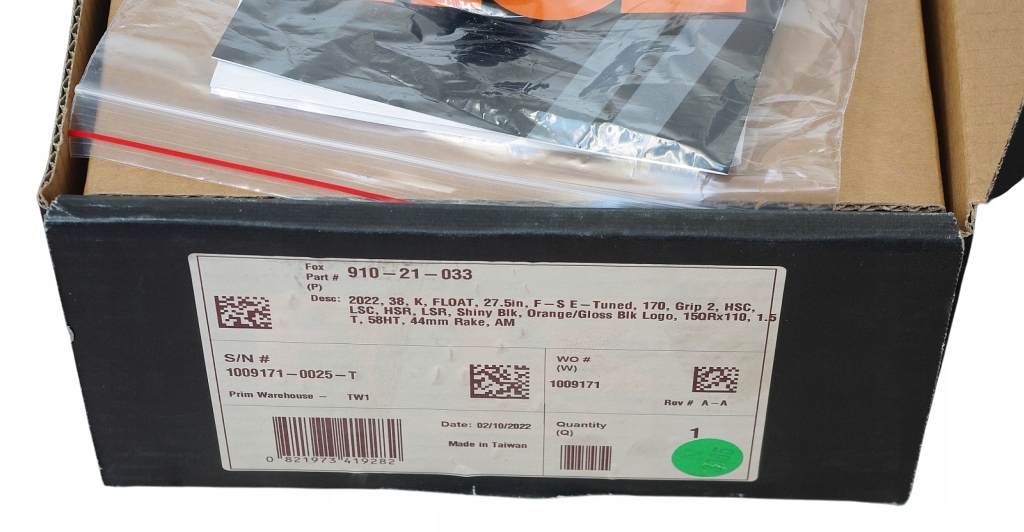 Fox
Part # 910-21-033
(P)
Desc: 2022, 38, K, FLOAT, 27.5in, F-S E-Tuned, 170, Grip 2, HSC,
LSC, HSR, LSR, Shiny Blk, Orange/Gloss Blk Logo, 15QRx110, 1.5
T, 58HT, 44mm Rake, AM
S/N #
1009171-0025-T
Prim Warehouse - TW1
WO #
(W)
1009171
Rev # A-A
Date: 02/10/2022
Made in Taiwan
0 821973 419282
Quantity
(Q)
1